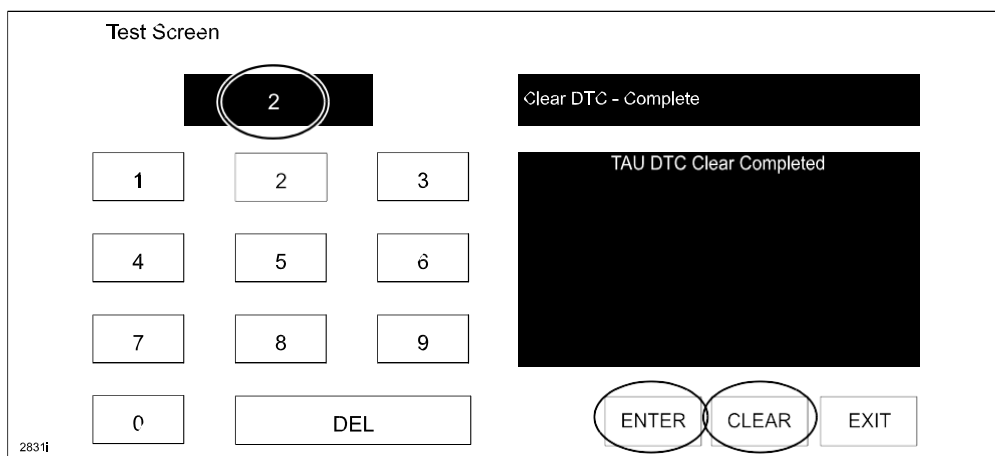 Test Screen
2
Clear DTC - Complete
TAU DTC Clear Completed
1 2 3
4 5 6
7 8 9
0 DEL
ENTER CLEAR EXIT
2831i